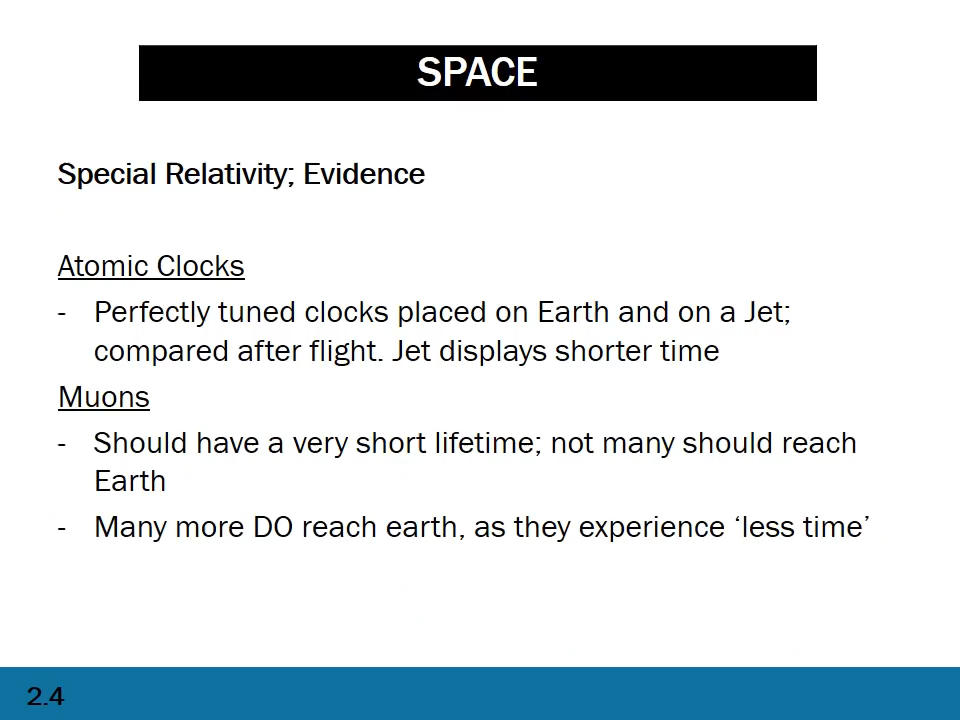 SPACE
Special Relativity; Evidence
Atomic Clocks
- Perfectly tuned clocks placed on Earth and on a Jet;
compared after flight. Jet displays shorter time
Muons
- Should have a very short lifetime; not many should reach
Earth
- Many more DO reach earth, as they experience ‘less time’
2.4